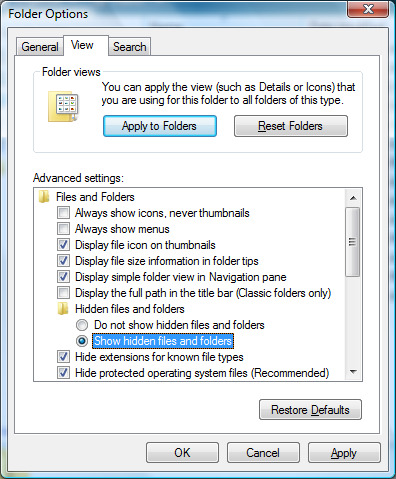 Folder Options
General View Search
Folder views
You can apply the view (such as Details or Icons) that
you are using for this folder to all folders of this type.
Apply to Folders Reset Folders
Advanced settings:
Files and Folders
Always show icons, never thumbnails
Always show menus
Display file icon on thumbnails
Display file size information in folder tips
Display simple folder view in Navigation pane
Display the full path in the title bar (Classic folders only)
Hidden files and folders
Do not show hidden files and folders
Show hidden files and folders
Hide extensions for known file types
Hide protected operating system files (Recommended)
Restore Defaults
OK Cancel Apply